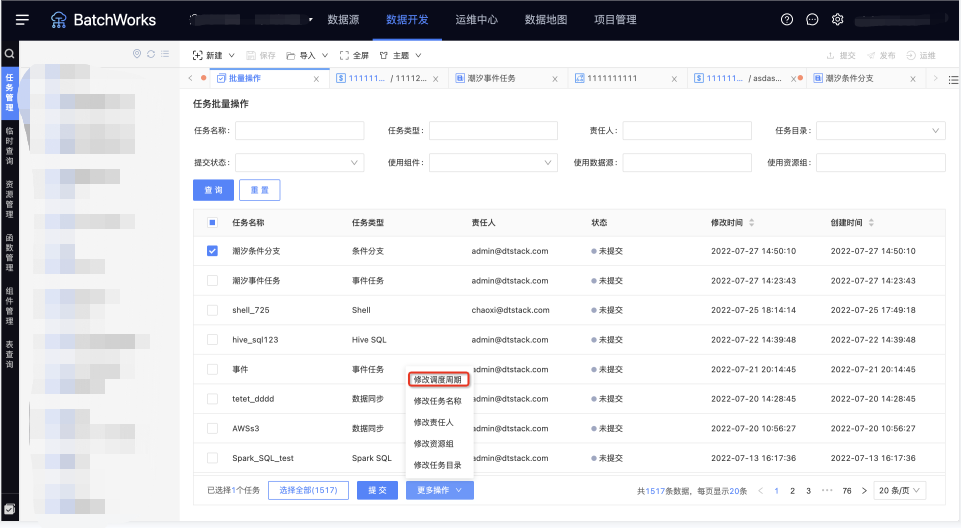 BatchWorks
数据源
数据开发
运维中心
数据地图
项目管理
新建
保存
导入
全屏
主题
提交
发布
运维
批量操作
111111... / 11112...
潮汐事件任务
1111111111
111111... / asdas...
潮汐条件分支
任务管理
临时查询
资源管理
函数管理
组件管理
表查询
任务批量操作
任务名称:
任务类型:
责任人:
任务目录:
提交状态:
使用组件:
使用数据源:
使用资源组:
查 询
重 置
任务名称 任务类型 责任人 状态 修改时间 创建时间
潮汐条件分支 条件分支 admin@dtstack.com 未提交 2022-07-27 14:50:10 2022-07-27 14:50:10
潮汐事件任务 事件任务 admin@dtstack.com 未提交 2022-07-27 14:23:43 2022-07-27 14:23:43
shell_725 Shell chaoxi@dtstack.com 未提交 2022-07-25 18:14:14 2022-07-25 17:49:18
hive_sql123 Hive SQL admin@dtstack.com 未提交 2022-07-22 14:39:48 2022-07-22 14:39:48
事件 事件任务 admin@dtstack.com 未提交 2022-07-21 20:14:45 2022-07-21 20:14:45
tetet_dddd 数据同步 dmin@dtstack.com 未提交 2022-07-20 14:28:45 2022-07-20 14:28:45
AWSs3 数据同步 dmin@dtstack.com 未提交 2022-07-20 10:56:27 2022-07-20 10:56:27
Spark_SQL_test Spark SQL dmin@dtstack.com 未提交 2022-07-13 16:17:36 2022-07-13 16:17:36
修改调度周期
修改任务名称
修改责任人
修改资源组
修改任务目录
已选择1个任务
选择全部(1517)
提 交
更多操作
共1517条数据, 每页显示20条
1 2 3 ··· 76
20 条/页